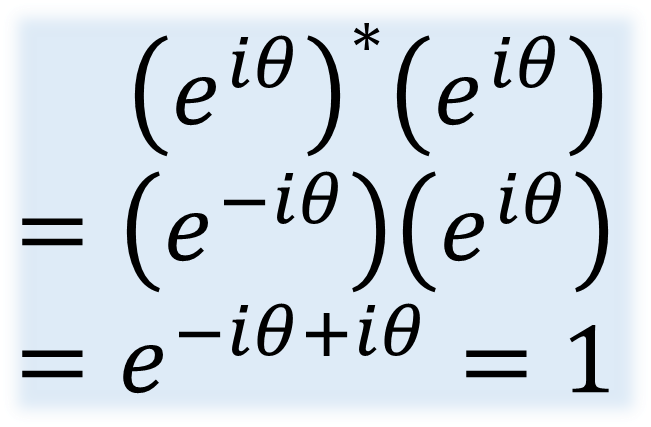 (e^{iθ})^*(e^{iθ})
= (e^{−iθ})(e^{iθ})
= e^{−iθ+iθ} = 1